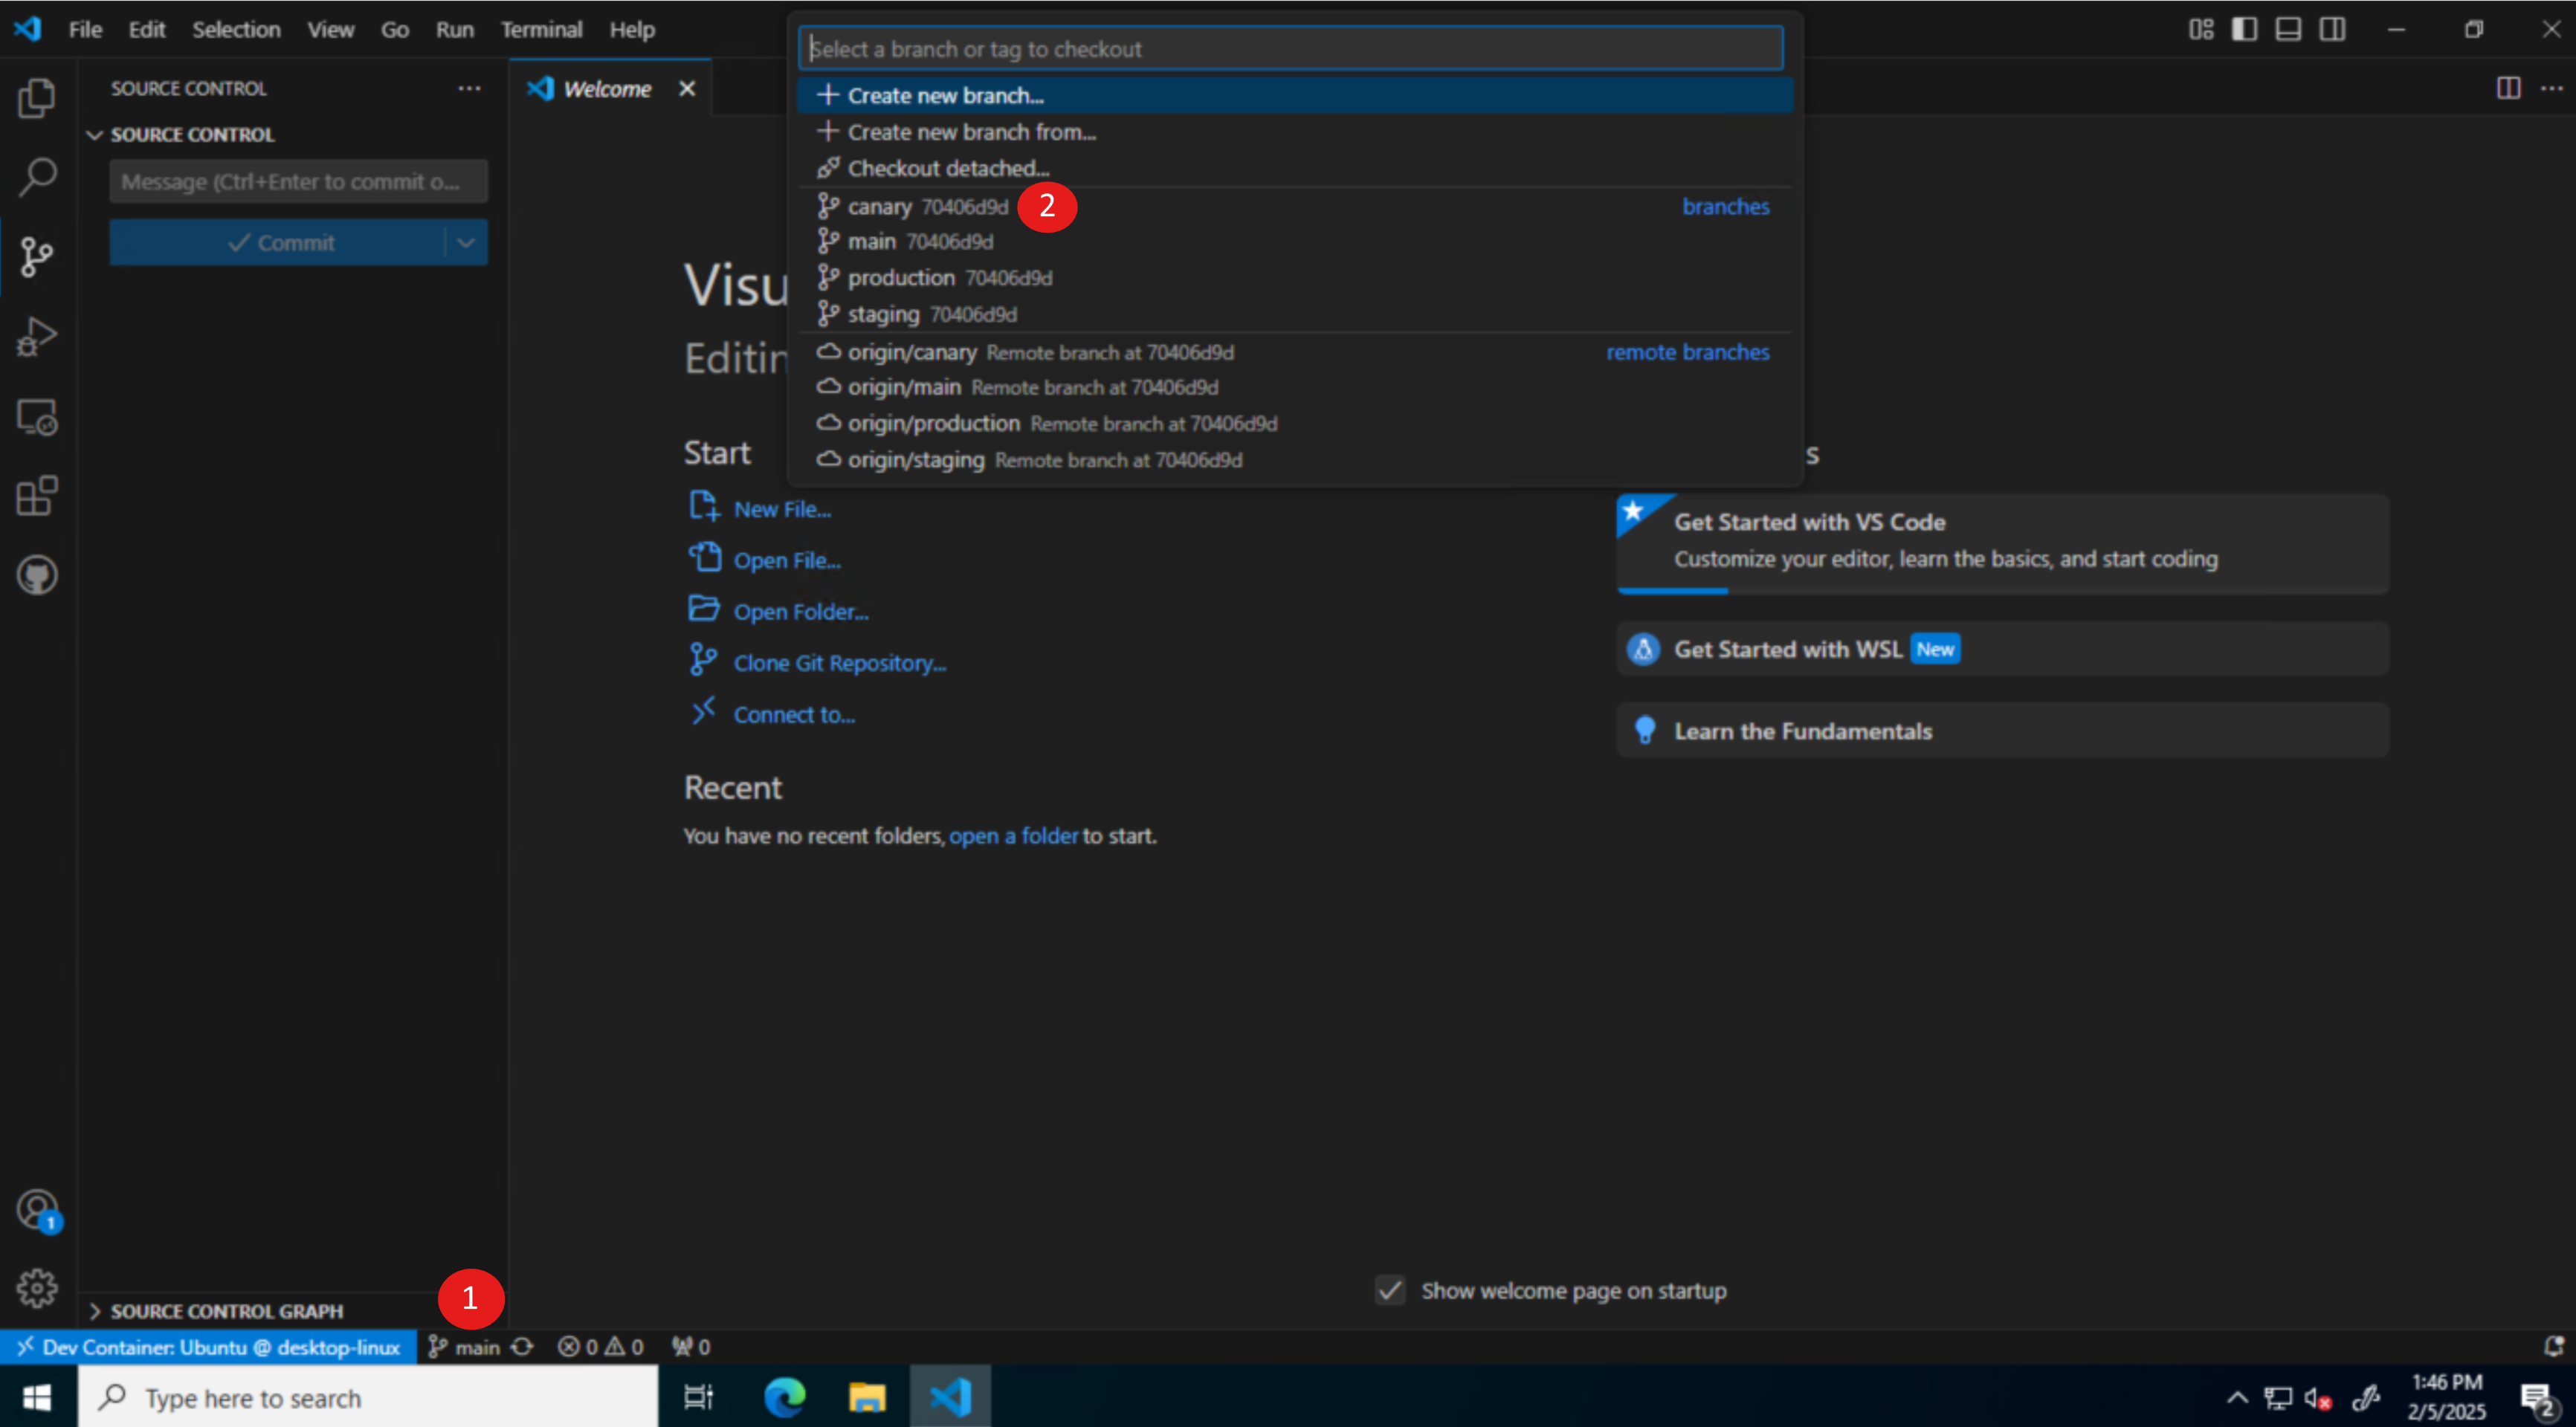 File Edit Selection View Go Run Terminal Help
Select a branch or tag to checkout
SOURCE CONTROL
Welcome
Create new branch...
SOURCE CONTROL
Create new branch from...
Message (Ctrl+Enter to commit o...
Checkout detached...
canary 70406d9d 2 branches
Commit
main 70406d9d
production 70406d9d
staging 70406d9d
Visu
Editin
origin/canary Remote branch at 70406d9d remote branches
origin/main Remote branch at 70406d9d
origin/production Remote branch at 70406d9d
origin/staging Remote branch at 70406d9d
Start
s
New File...
Open File...
Open Folder...
Clone Git Repository...
Connect to...
Get Started with VS Code
Customize your editor, learn the basics, and start coding
Get Started with WSL New
Learn the Fundamentals
Recent
You have no recent folders, open a folder to start.
1
Show welcome page on startup
1
SOURCE CONTROL GRAPH
Dev Container: Ubuntu @ desktop-linux main 0 0 0
Type here to search
1:46 PM
2/5/2025
2